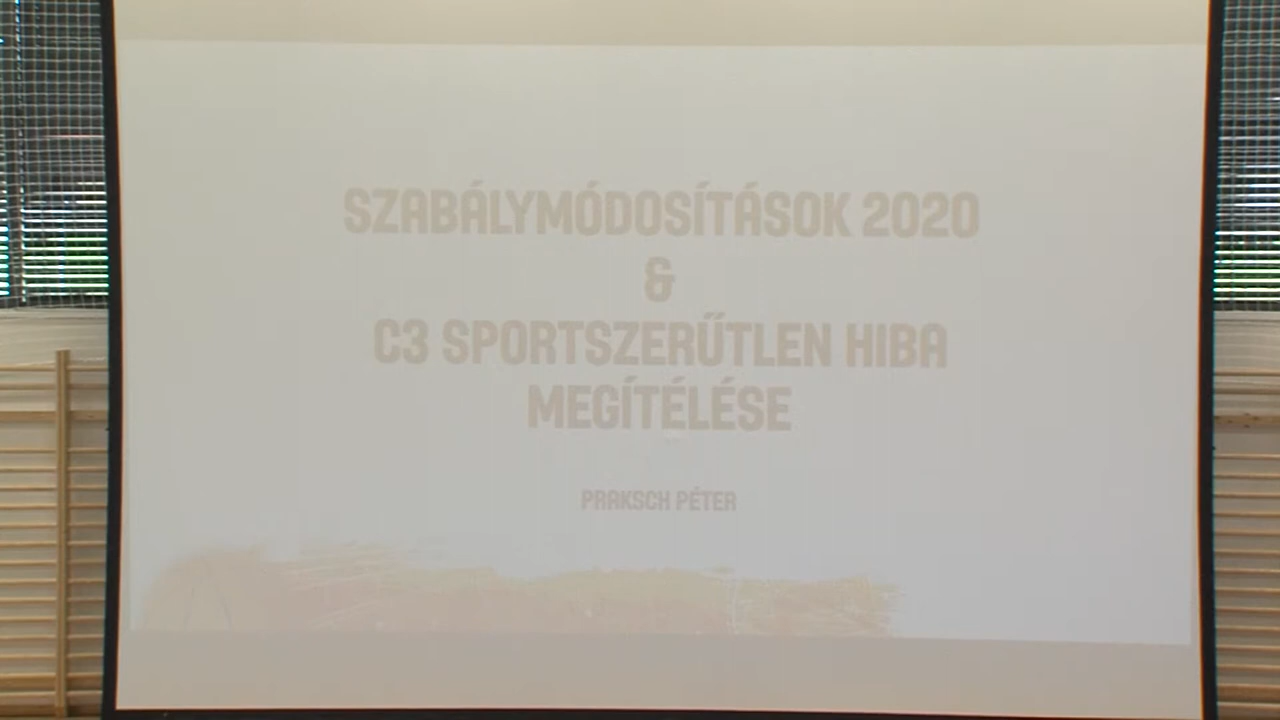 SZABÁLYMÓDOSÍTÁSOK 2020
&
C3 SPORTSZERŰTLEN HIBA
MEGÍTÉLÉSE
PRAKSCH PÉTER